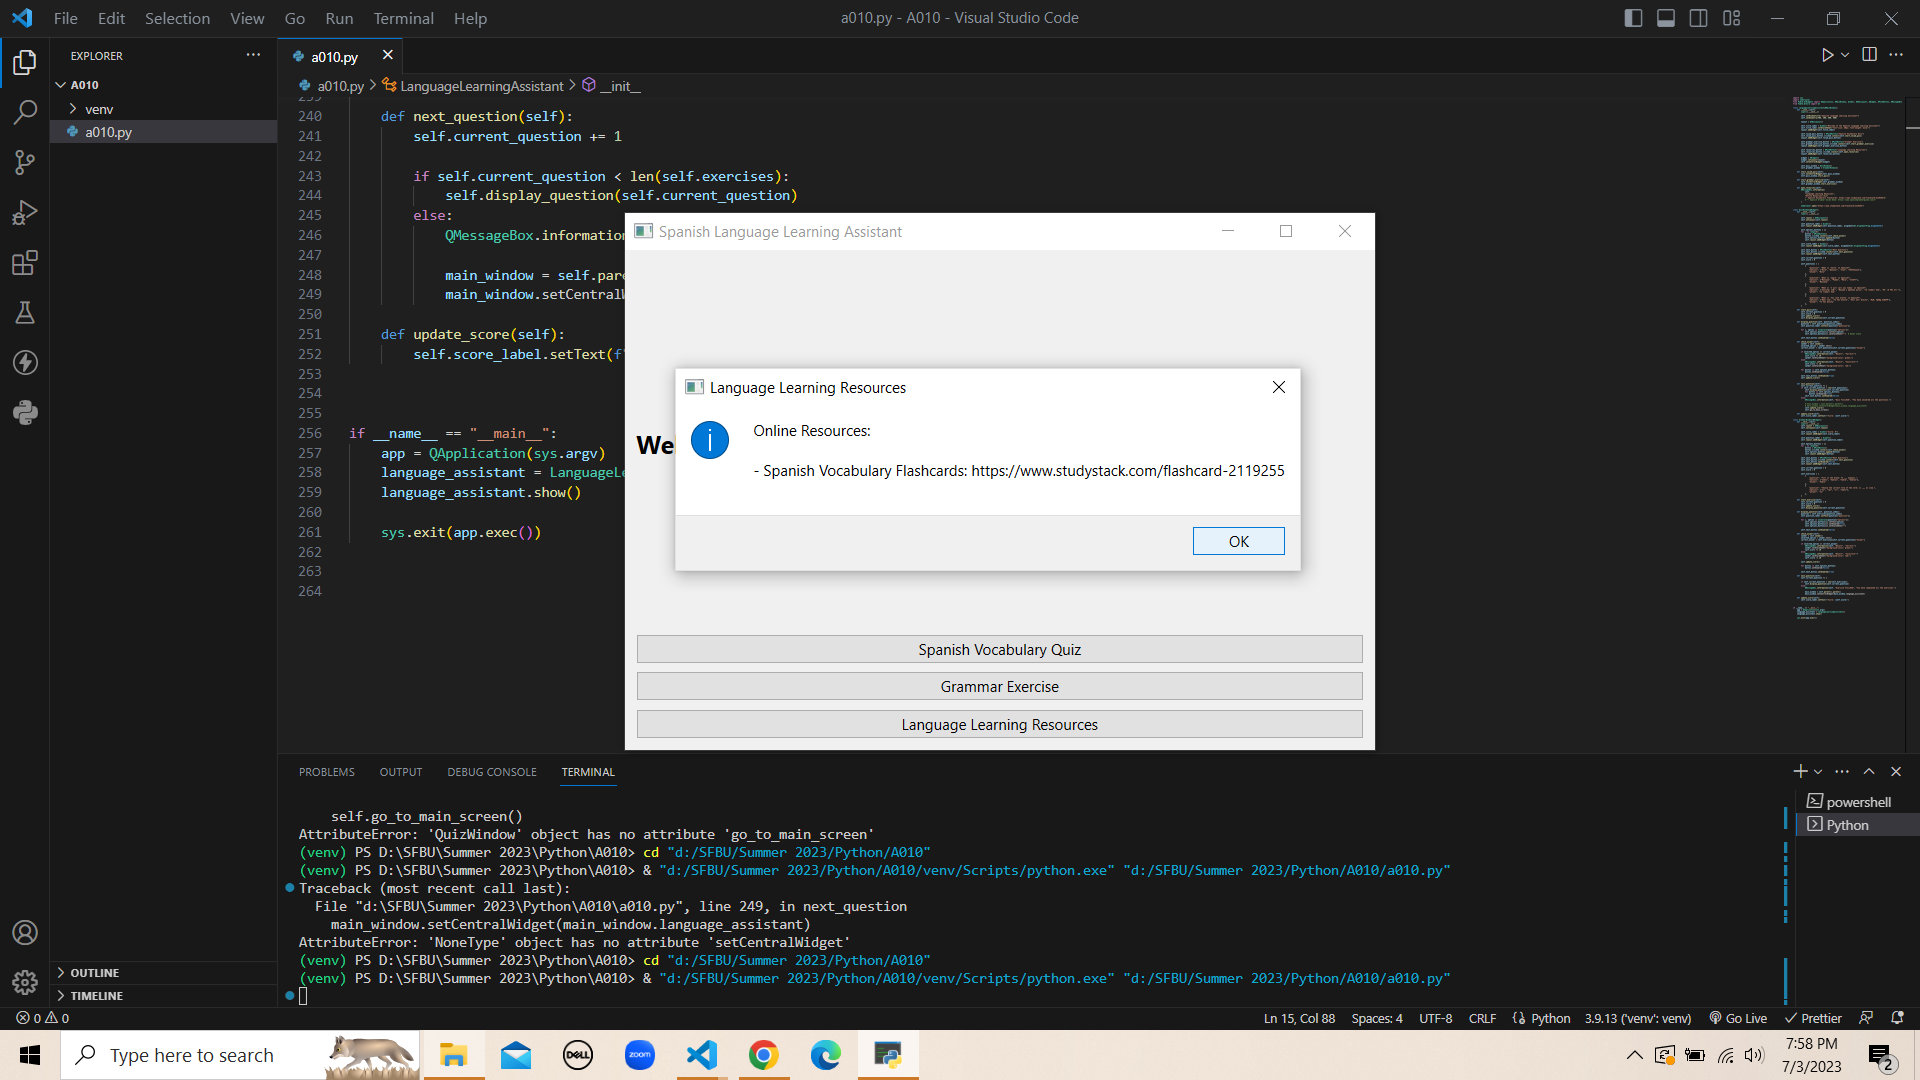 File Edit Selection View Go Run Terminal Help
a010.py - A010 - Visual Studio Code
EXPLORER
A010
venv
a010.py
OUTLINE
TIMELINE
a010.py
a010.py > LanguageLearningAssistant > __init__
239
240 def next_question(self):
241 self.current_question += 1
242
243 if self.current_question < len(self.exercises):
244 self.display_question(self.current_question)
245 else:
246 QMessageBox.information
247
248 main_window = self.pare
249 main_window.setCentralW
250
251 def update_score(self):
252 self.score_label.setText(f
253
254
255
256 if __name__ == "__main__":
257 app = QApplication(sys.argv)
258 language_assistant = LanguageLe
259 language_assistant.show()
260
261 sys.exit(app.exec())
262
263
264
Spanish Language Learning Assistant
We
Language Learning Resources
Online Resources:
- Spanish Vocabulary Flashcards: https://www.studystack.com/flashcard-2119255
OK
Spanish Vocabulary Quiz
Grammar Exercise
Language Learning Resources
PROBLEMS OUTPUT DEBUG CONSOLE TERMINAL
self.go_to_main_screen()
AttributeError: 'QuizWindow' object has no attribute 'go_to_main_screen'
(venv) PS D:\SFBU\Summer 2023\Python\A010> cd "d:/SFBU/Summer 2023/Python/A010"
(venv) PS D:\SFBU\Summer 2023\Python\A010> & "d:/SFBU/Summer 2023/Python/A010/venv/Scripts/python.exe" "d:/SFBU/Summer 2023/Python/A010/a010.py"
Traceback (most recent call last):
File "d:\SFBU\Summer 2023\Python\A010\a010.py", line 249, in next_question
main_window.setCentralWidget(main_window.language_assistant)
AttributeError: 'NoneType' object has no attribute 'setCentralWidget'
(venv) PS D:\SFBU\Summer 2023\Python\A010> cd "d:/SFBU/Summer 2023/Python/A010"
(venv) PS D:\SFBU\Summer 2023\Python\A010> & "d:/SFBU/Summer 2023/Python/A010/venv/Scripts/python.exe" "d:/SFBU/Summer 2023/Python/A010/a010.py"
powershell
Python
0 0
Ln 15, Col 88 Spaces: 4 UTF-8 CRLF Python 3.9.13 ('venv': venv) Go Live Prettier
Type here to search
DELL
zoom
7:58 PM
7/3/2023
2